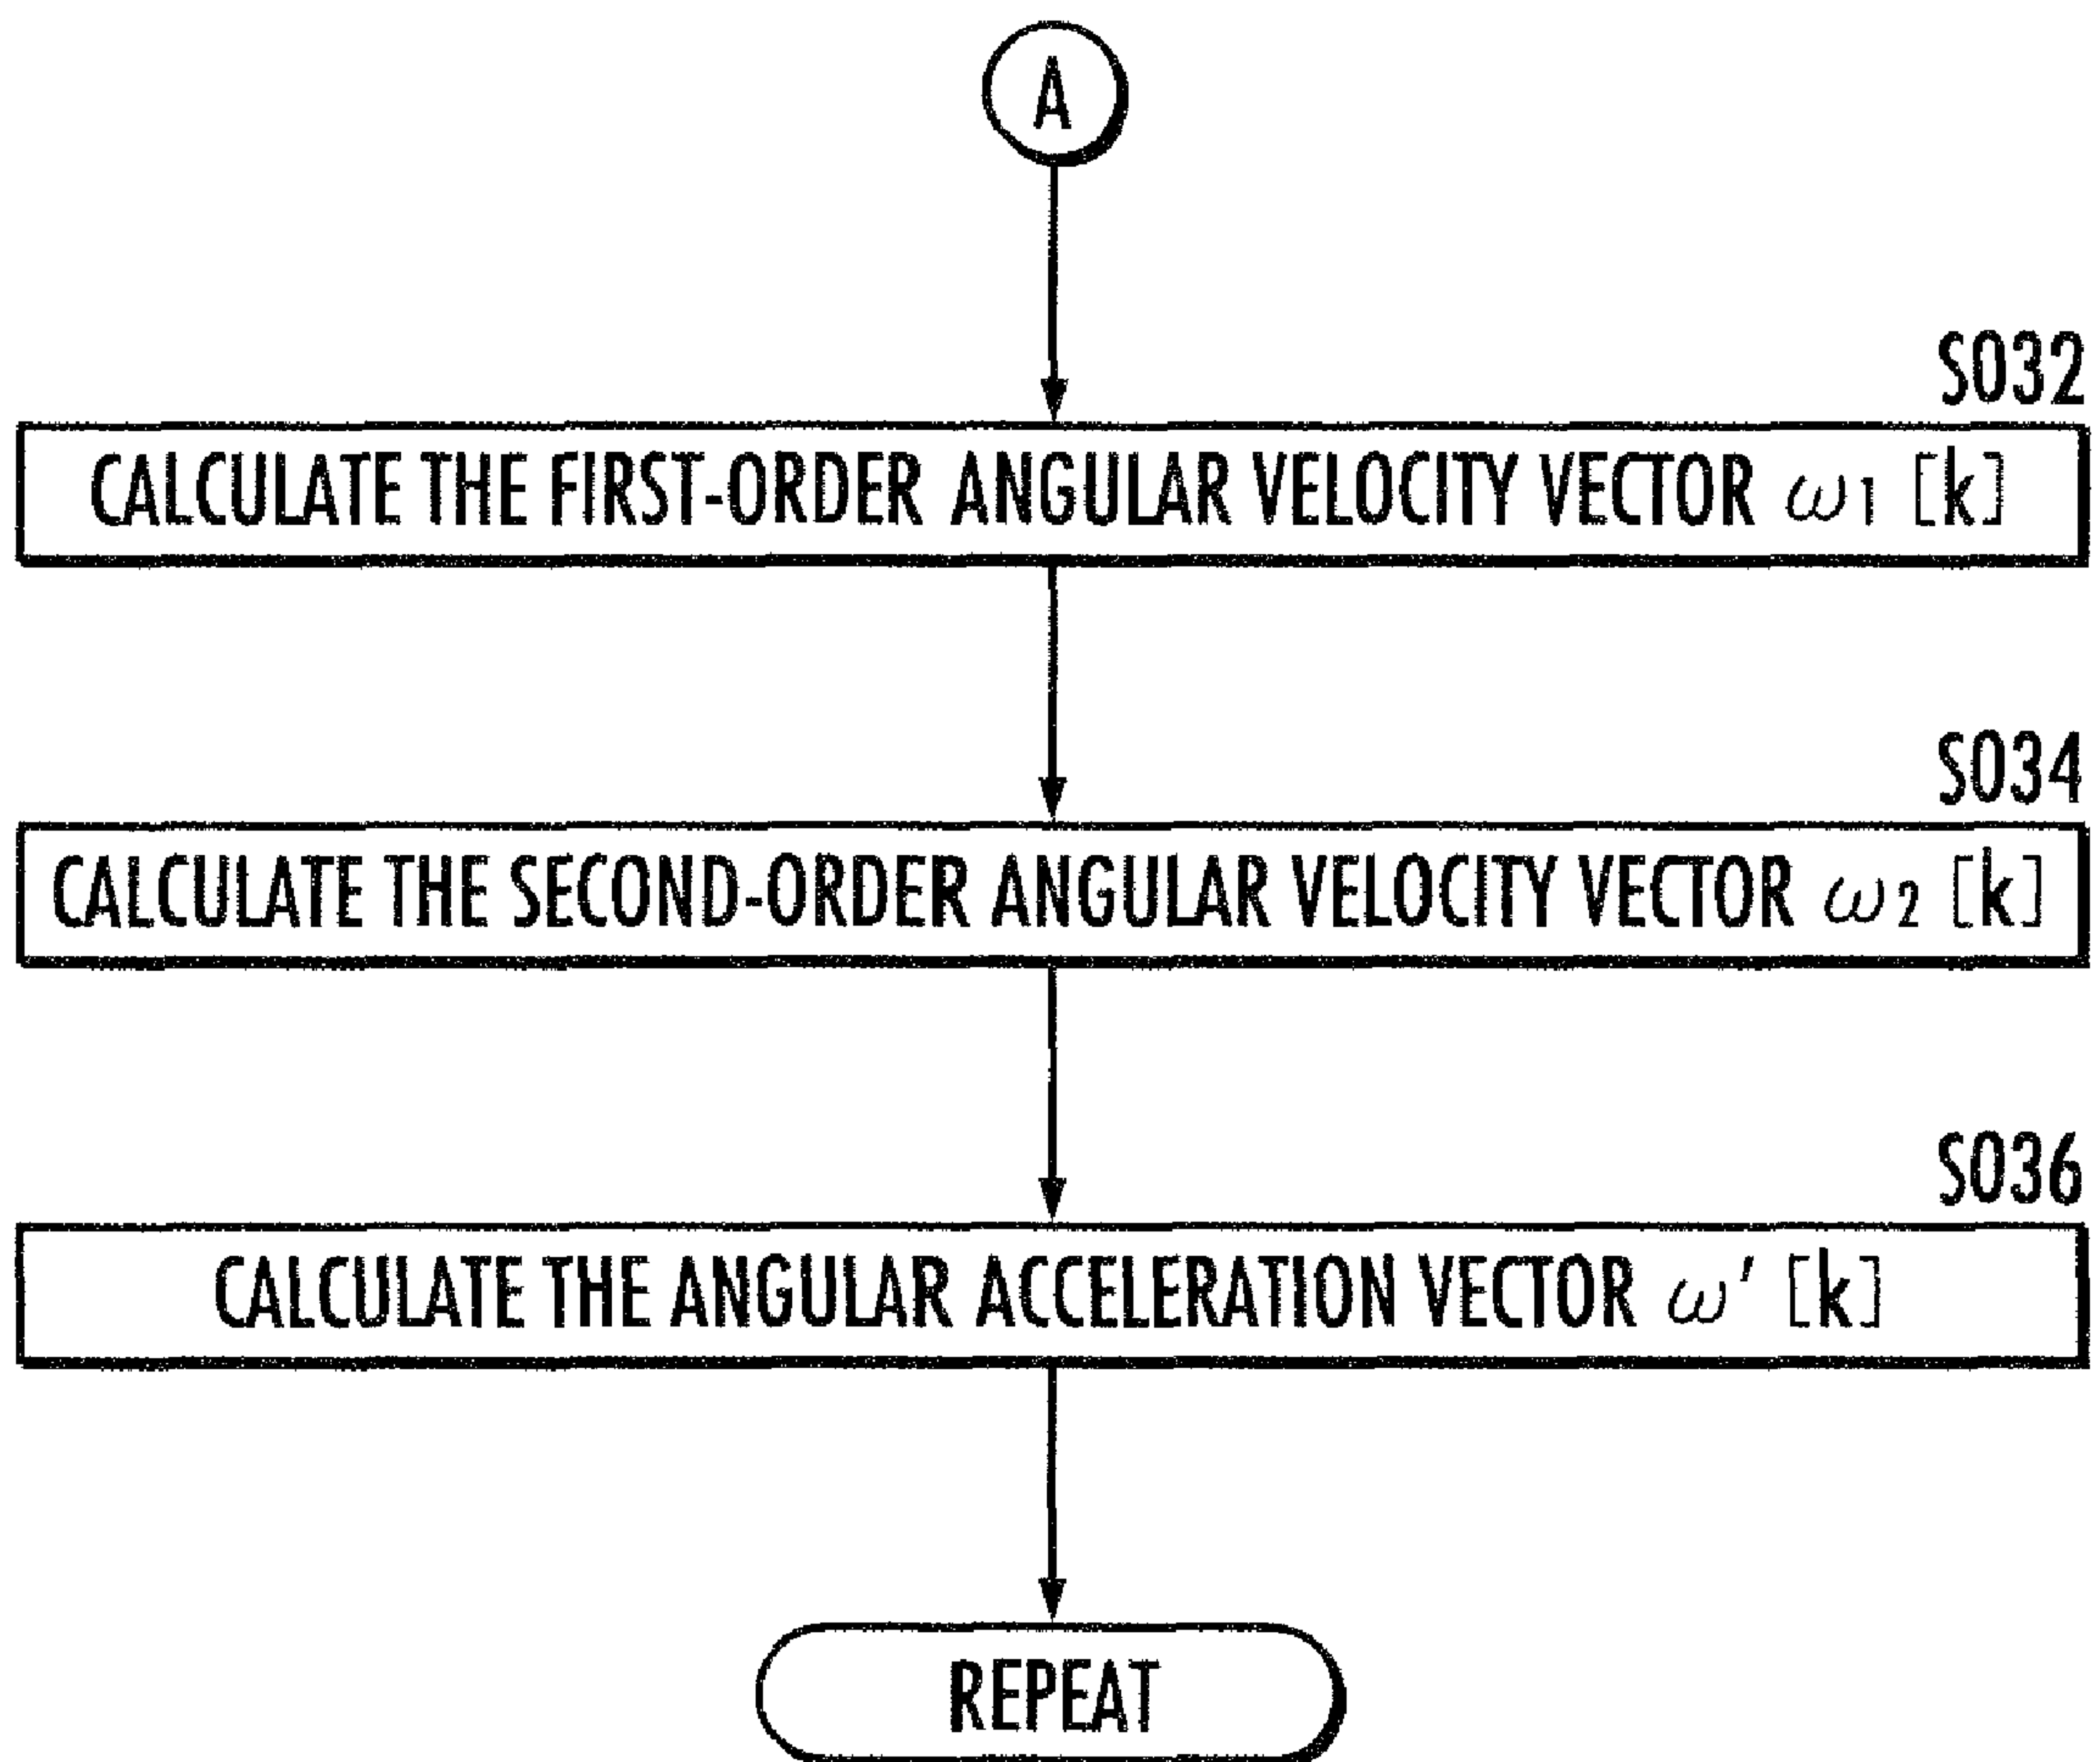 A
S032
CALCULATE THE FIRST-ORDER ANGULAR VELOCITY VECTOR ω1 [k]
S034
CALCULATE THE SECOND-ORDER ANGULAR VELOCITY VECTOR ω2 [k]
S036
CALCULATE THE ANGULAR ACCELERATION VECTOR ω' [k]
REPEAT